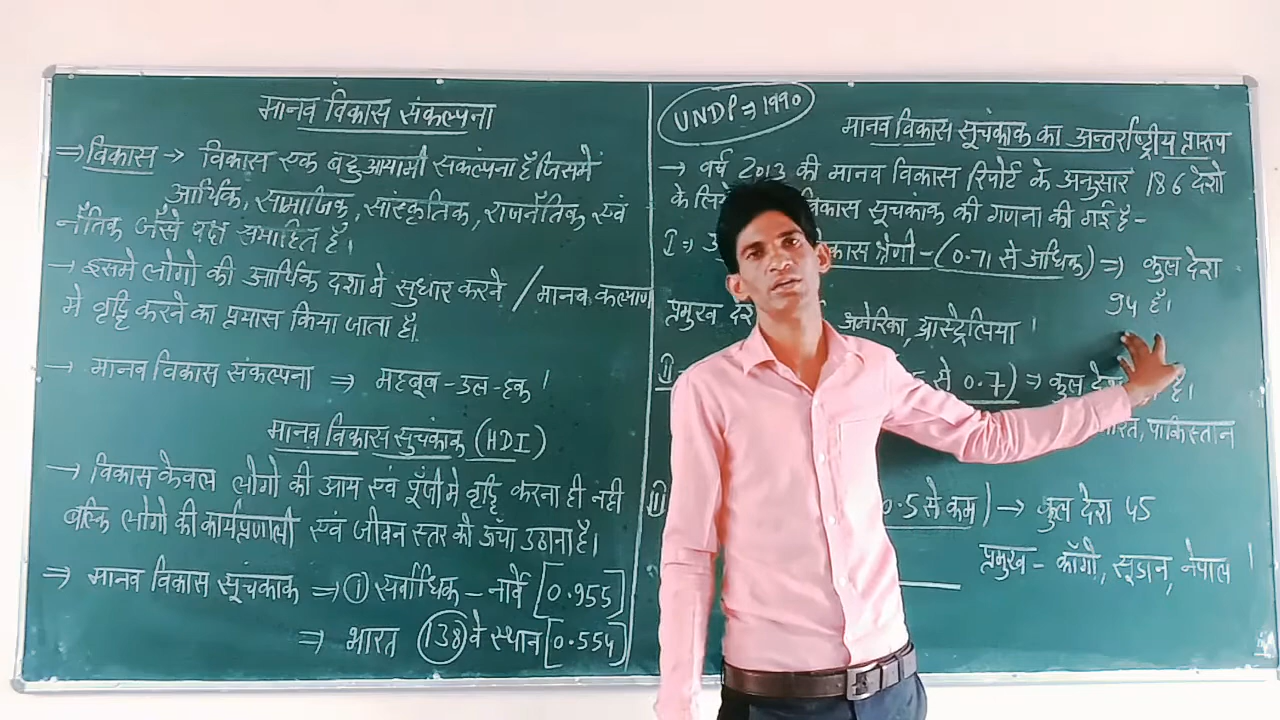 मानव विकास संकल्पना
⇒ विकास → विकास एक बहुआयामी संकल्पना है जिसमें
आर्थिक, सामाजिक, सांस्कृतिक, राजनैतिक एवं
नैतिक जैसे पक्ष समाहित है।
→ इसमे लोगो की आर्थिक दशा मे सुधार करने / मानव कल्याण
मे वृद्धि करने का प्रयास किया जाता है।
→ मानव विकास संकल्पना ⇒ महबूब-उल-हक ।
मानव विकास सूचकांक (HDI)
→ विकास केवल लोगो की आय एवं पूँजी मे वृद्धि करना ही नही
बल्कि लोगो की कार्यप्रणाली एवं जीवन स्तर को ऊँचा उठाना है।
⇒ मानव विकास सूचकांक ⇒ ① सर्वाधिक - नार्वे [0.955]
⇒ भारत 138 वे स्थान [0.554]
UNDP ⇒ 1990
मानव विकास सूचकांक का अन्तर्राष्ट्रीय प्रारूप
→ वर्ष 2013 की मानव विकास रिपोर्ट के अनुसार 186 देशो
के लिये विकास सूचकांक की गणना की गई है -
I ⇒ श्रेणी - (0.71 से अधिक) ⇒ कुल देश
94 है।
प्रमुख देश अमेरिका, आस्ट्रेलिया ।
II से 0.7) ⇒ कुल देश है।
भारत, पाकिस्तान
III 0.5 से कम) → कुल देश 45
प्रमुख - काँगो, सूडान, नेपाल ।